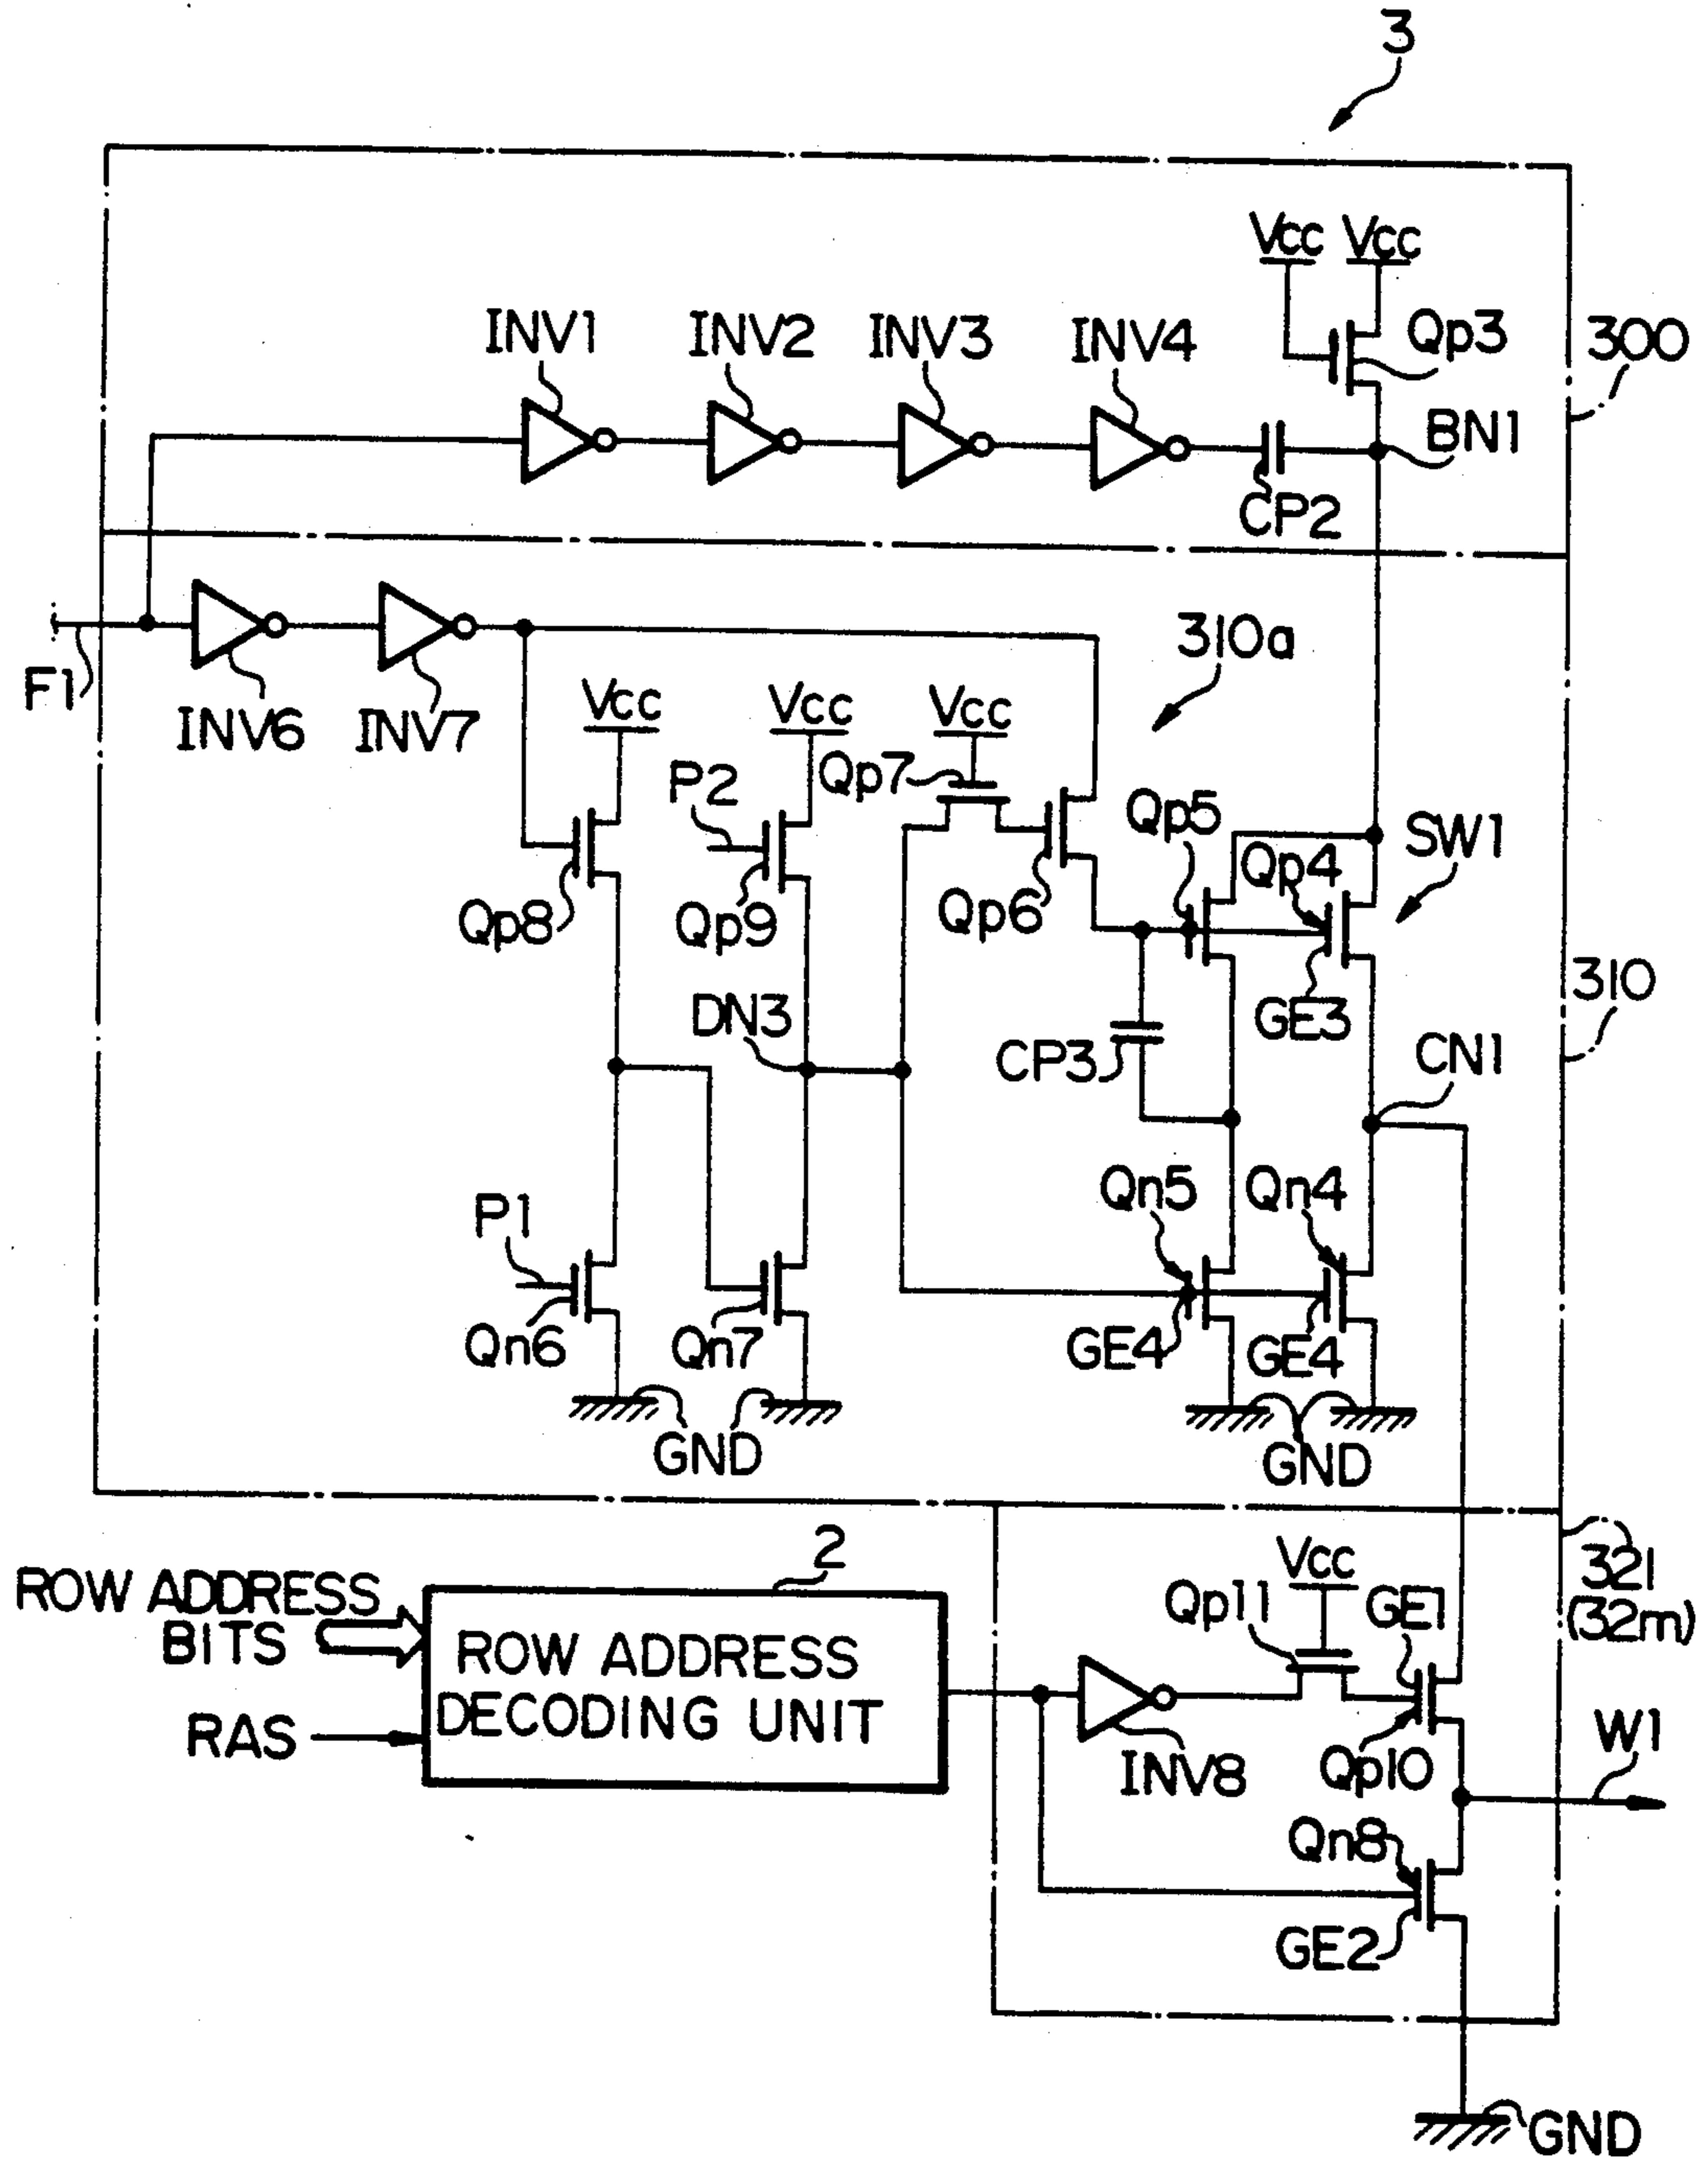 3
Vcc Vcc
INV1 INV2 INV3 INV4 Qp3 300
BN1
CP2
310a
F1
INV6 INV7 Vcc Vcc Vcc
P2 Qp7 Qp5 SW1
Qp4
Qp8 Qp9 Qp6
310
DN3 GE3
CP3 CN1
P1 Qn5 Qn4
Qn6 Qn7 GE4 GE4
GND GND
2
ROW ADDRESS BITS
Vcc 321
Qp11 GE1 (32m)
ROW ADDRESS
DECODING UNIT
RAS W1
INV8 Qp10
Qn8
GE2
GND